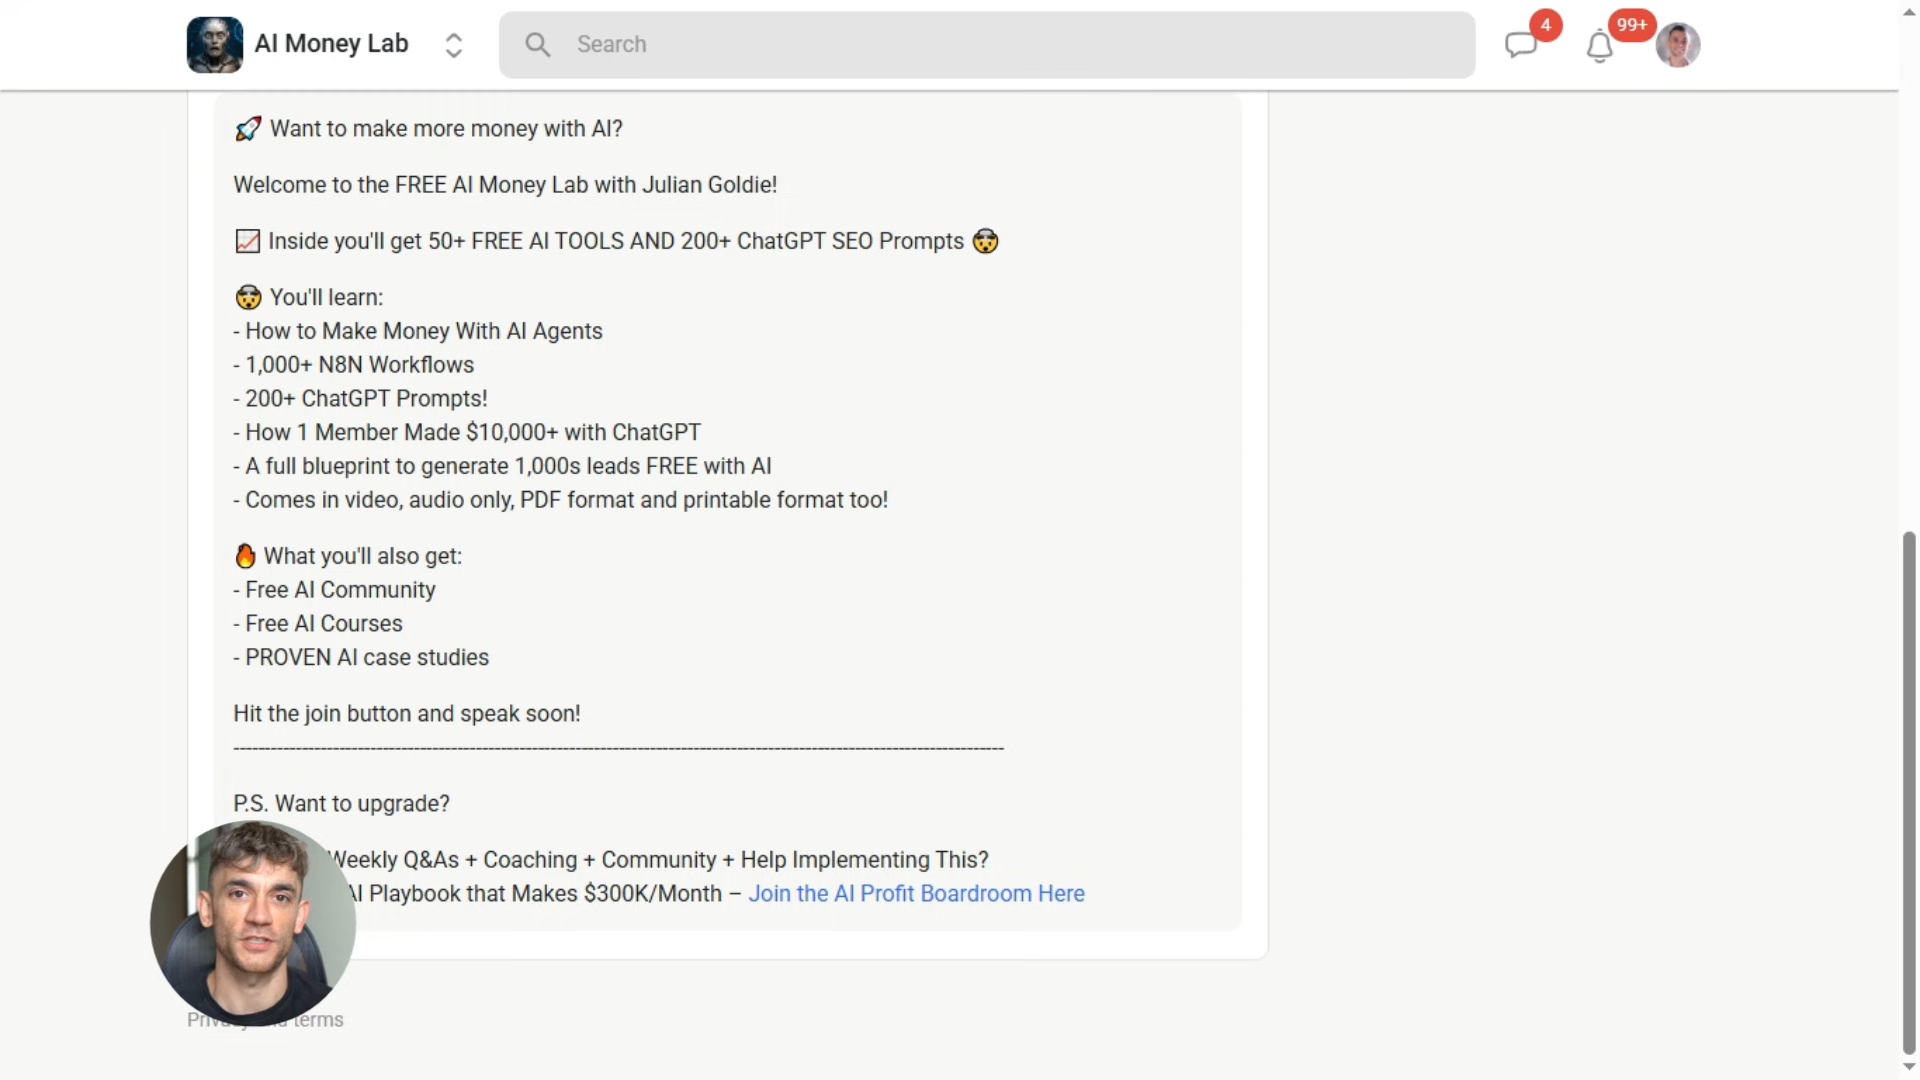 AI Money Lab
Search
4
99+
Want to make more money with AI?
Welcome to the FREE AI Money Lab with Julian Goldie!
Inside you'll get 50+ FREE AI TOOLS AND 200+ ChatGPT SEO Prompts
You'll learn:
- How to Make Money With AI Agents
- 1,000+ N8N Workflows
- 200+ ChatGPT Prompts!
- How 1 Member Made $10,000+ with ChatGPT
- A full blueprint to generate 1,000s leads FREE with AI
- Comes in video, audio only, PDF format and printable format too!
What you'll also get:
- Free AI Community
- Free AI Courses
- PROVEN AI case studies
Hit the join button and speak soon!
P.S. Want to upgrade?
Weekly Q&As + Coaching + Community + Help Implementing This?
AI Playbook that Makes $300K/Month – Join the AI Profit Boardroom Here
terms